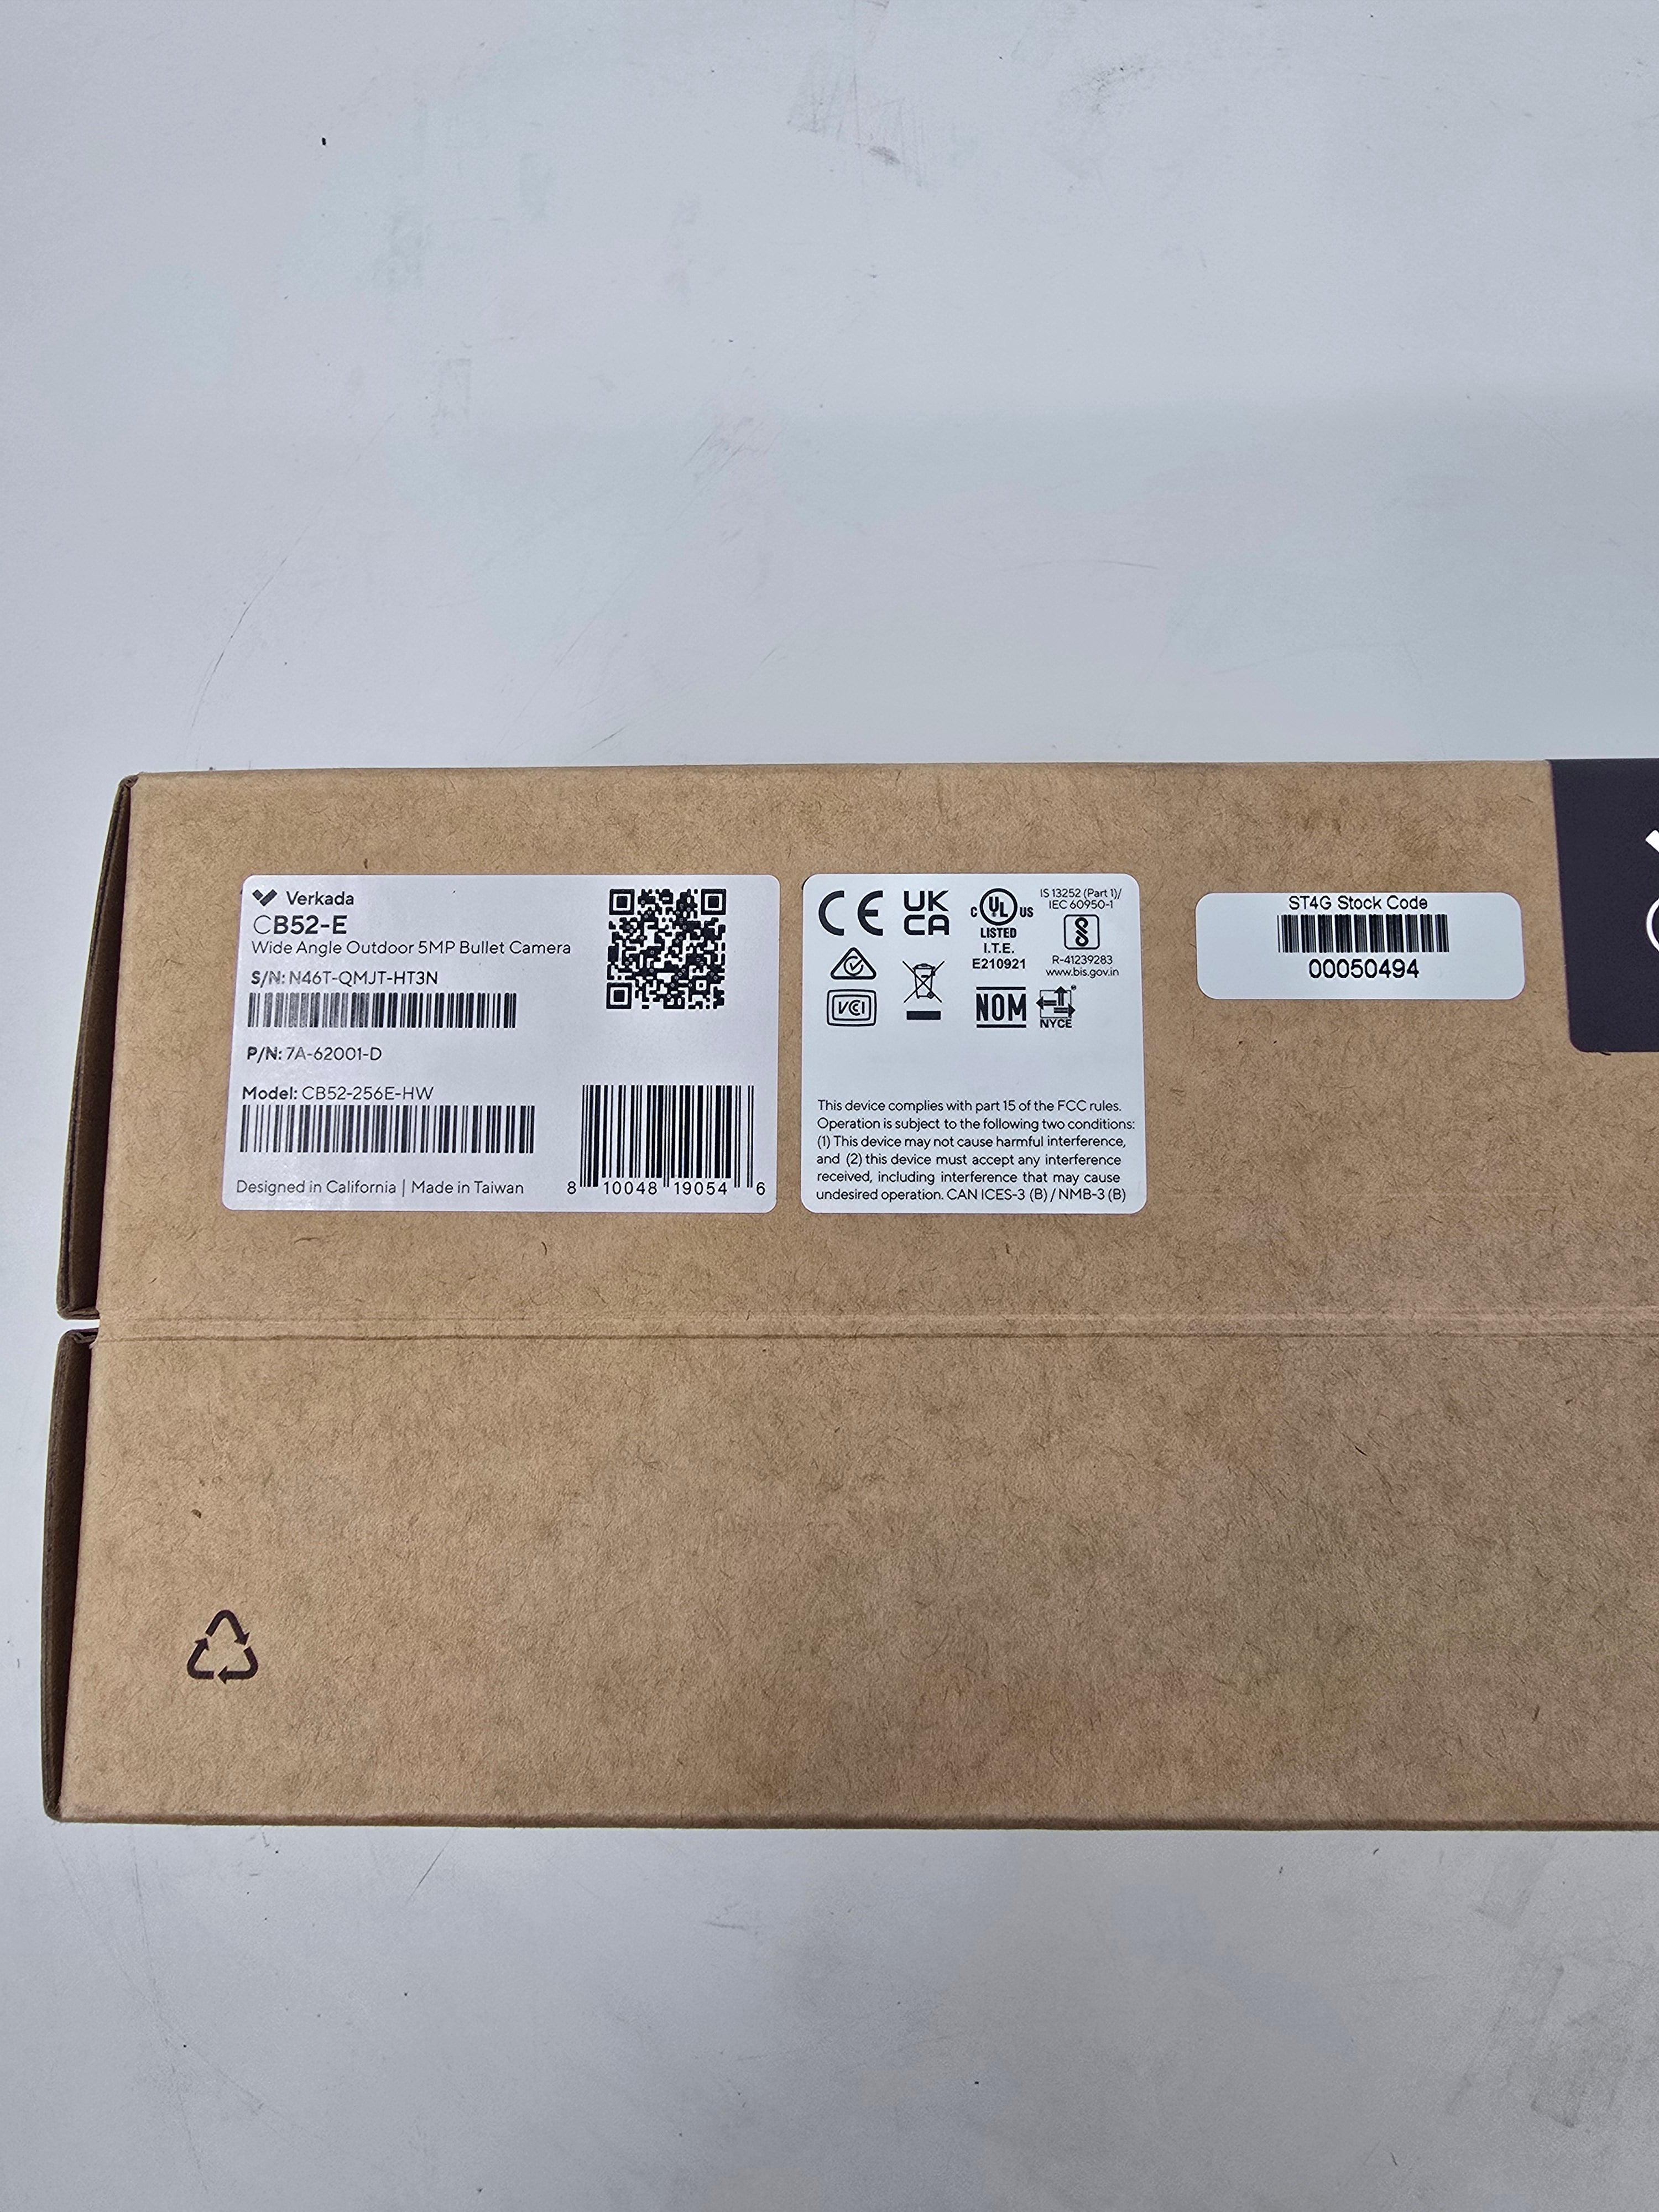 Verkada
CB52-E
Wide Angle Outdoor 5MP Bullet Camera
S/N: N46T-QMJT-HT3N
P/N: 7A-62001-D
Model: CB52-256E-HW
8 10048 19054 6
Designed in California | Made in Taiwan
CE
UK
CA
C UL US
LISTED
I.T.E.
E210921
IS 13252 (Part 1)/
IEC 60950-1
R-41239283
www.bis.gov.in
VCI
NOM
NYCE
This device complies with part 15 of the FCC rules.
Operation is subject to the following two conditions:
(1) This device may not cause harmful interference,
and (2) this device must accept any interference
received, including interference that may cause
undesired operation. CAN ICES-3 (B) / NMB-3 (B)
ST4G Stock Code
00050494